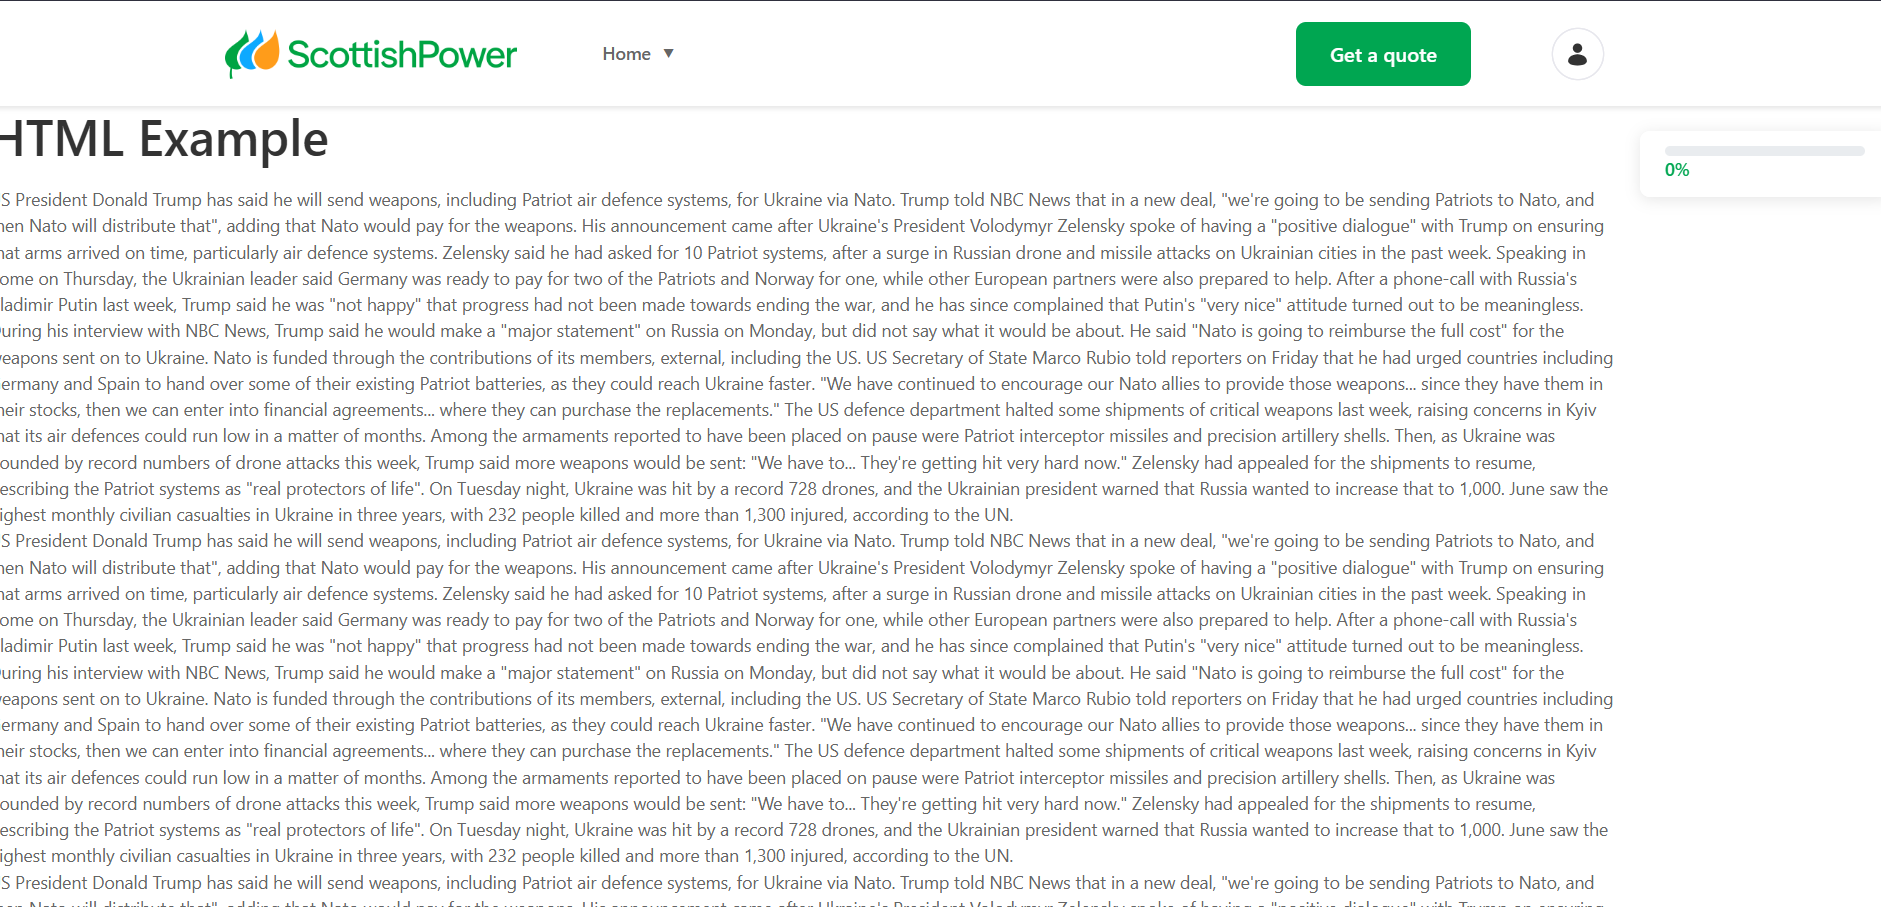 ScottishPower
Home ▼
Get a quote
HTML Example
0%
S President Donald Trump has said he will send weapons, including Patriot air defence systems, for Ukraine via Nato. Trump told NBC News that in a new deal, "we're going to be sending Patriots to Nato, and
Nato will distribute that", adding that Nato would pay for the weapons. His announcement came after Ukraine's President Volodymyr Zelensky spoke of having a "positive dialogue" with Trump on ensuring
arms arrived on time, particularly air defence systems. Zelensky said he had asked for 10 Patriot systems, after a surge in Russian drone and missile attacks on Ukrainian cities in the past week. Speaking in
ome on Thursday, the Ukrainian leader said Germany was ready to pay for two of the Patriots and Norway for one, while other European partners were also prepared to help. After a phone-call with Russia's
ladimir Putin last week, Trump said he was "not happy" that progress had not been made towards ending the war, and he has since complained that Putin's "very nice" attitude turned out to be meaningless.
uring his interview with NBC News, Trump said he would make a "major statement" on Russia on Monday, but did not say what it would be about. He said "Nato is going to reimburse the full cost" for the
eapons sent on to Ukraine. Nato is funded through the contributions of its members, external, including the US. US Secretary of State Marco Rubio told reporters on Friday that he had urged countries including
ermany and Spain to hand over some of their existing Patriot batteries, as they could reach Ukraine faster. "We have continued to encourage our Nato allies to provide those weapons... since they have them in
eir stocks, then we can enter into financial agreements... where they can purchase the replacements." The US defence department halted some shipments of critical weapons last week, raising concerns in Kyiv
at its air defences could run low in a matter of months. Among the armaments reported to have been placed on pause were Patriot interceptor missiles and precision artillery shells. Then, as Ukraine was
ounded by record numbers of drone attacks this week, Trump said more weapons would be sent: "We have to... They're getting hit very hard now." Zelensky had appealed for the shipments to resume,
escribing the Patriot systems as "real protectors of life". On Tuesday night, Ukraine was hit by a record 728 drones, and the Ukrainian president warned that Russia wanted to increase that to 1,000. June saw the
ighest monthly civilian casualties in Ukraine in three years, with 232 people killed and more than 1,300 injured, according to the UN.
S President Donald Trump has said he will send weapons, including Patriot air defence systems, for Ukraine via Nato. Trump told NBC News that in a new deal, "we're going to be sending Patriots to Nato, and
Nato will distribute that", adding that Nato would pay for the weapons. His announcement came after Ukraine's President Volodymyr Zelensky spoke of having a "positive dialogue" with Trump on ensuring
arms arrived on time, particularly air defence systems. Zelensky said he had asked for 10 Patriot systems, after a surge in Russian drone and missile attacks on Ukrainian cities in the past week. Speaking in
ome on Thursday, the Ukrainian leader said Germany was ready to pay for two of the Patriots and Norway for one, while other European partners were also prepared to help. After a phone-call with Russia's
ladimir Putin last week, Trump said he was "not happy" that progress had not been made towards ending the war, and he has since complained that Putin's "very nice" attitude turned out to be meaningless.
uring his interview with NBC News, Trump said he would make a "major statement" on Russia on Monday, but did not say what it would be about. He said "Nato is going to reimburse the full cost" for the
eapons sent on to Ukraine. Nato is funded through the contributions of its members, external, including the US. US Secretary of State Marco Rubio told reporters on Friday that he had urged countries including
ermany and Spain to hand over some of their existing Patriot batteries, as they could reach Ukraine faster. "We have continued to encourage our Nato allies to provide those weapons... since they have them in
eir stocks, then we can enter into financial agreements... where they can purchase the replacements." The US defence department halted some shipments of critical weapons last week, raising concerns in Kyiv
at its air defences could run low in a matter of months. Among the armaments reported to have been placed on pause were Patriot interceptor missiles and precision artillery shells. Then, as Ukraine was
ounded by record numbers of drone attacks this week, Trump said more weapons would be sent: "We have to... They're getting hit very hard now." Zelensky had appealed for the shipments to resume,
escribing the Patriot systems as "real protectors of life". On Tuesday night, Ukraine was hit by a record 728 drones, and the Ukrainian president warned that Russia wanted to increase that to 1,000. June saw the
ighest monthly civilian casualties in Ukraine in three years, with 232 people killed and more than 1,300 injured, according to the UN.
S President Donald Trump has said he will send weapons, including Patriot air defence systems, for Ukraine via Nato. Trump told NBC News that in a new deal, "we're going to be sending Patriots to Nato, and